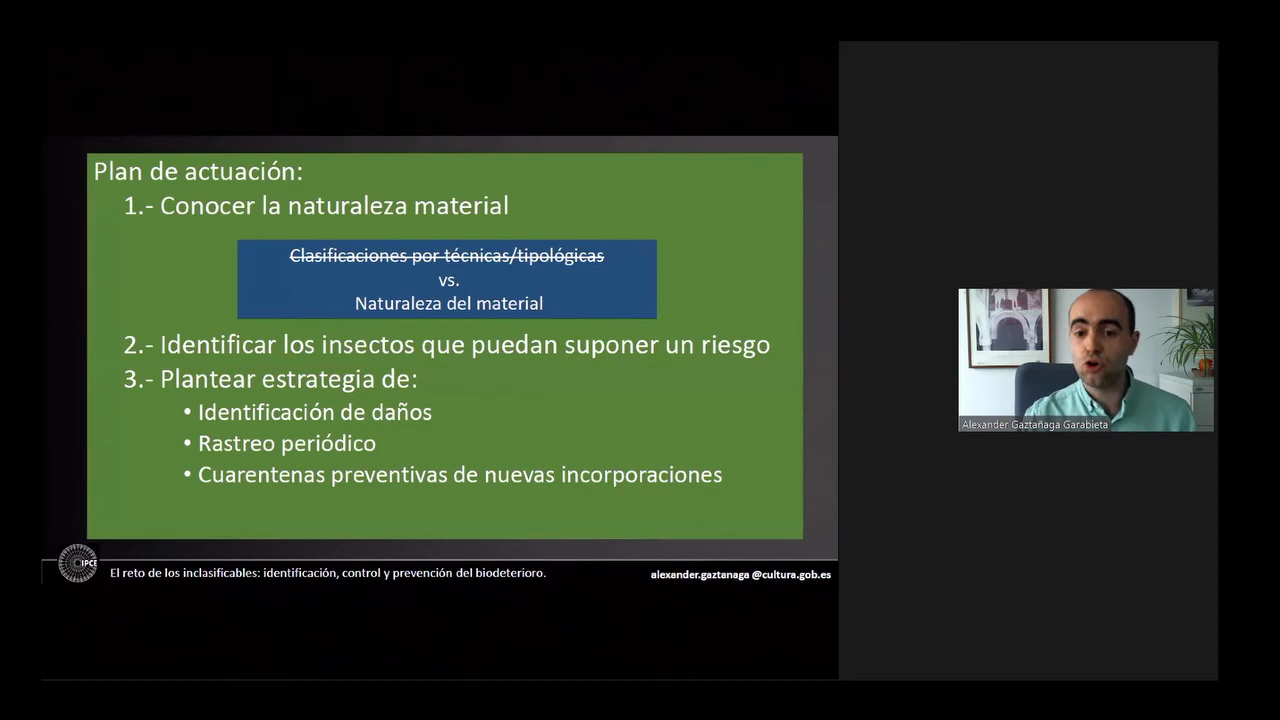 Plan de actuación:
1.- Conocer la naturaleza material
Clasificaciones por técnicas/tipológicas
vs.
Naturaleza del material
2.- Identificar los insectos que puedan suponer un riesgo
3.- Plantear estrategia de:
• Identificación de daños
• Rastreo periódico
• Cuarentenas preventivas de nuevas incorporaciones
IPCE
El reto de los inclasificables: identificación, control y prevención del biodeterioro.
alexander.gaztanaga @cultura.gob.es
Alexander Gaztañaga Garabieta